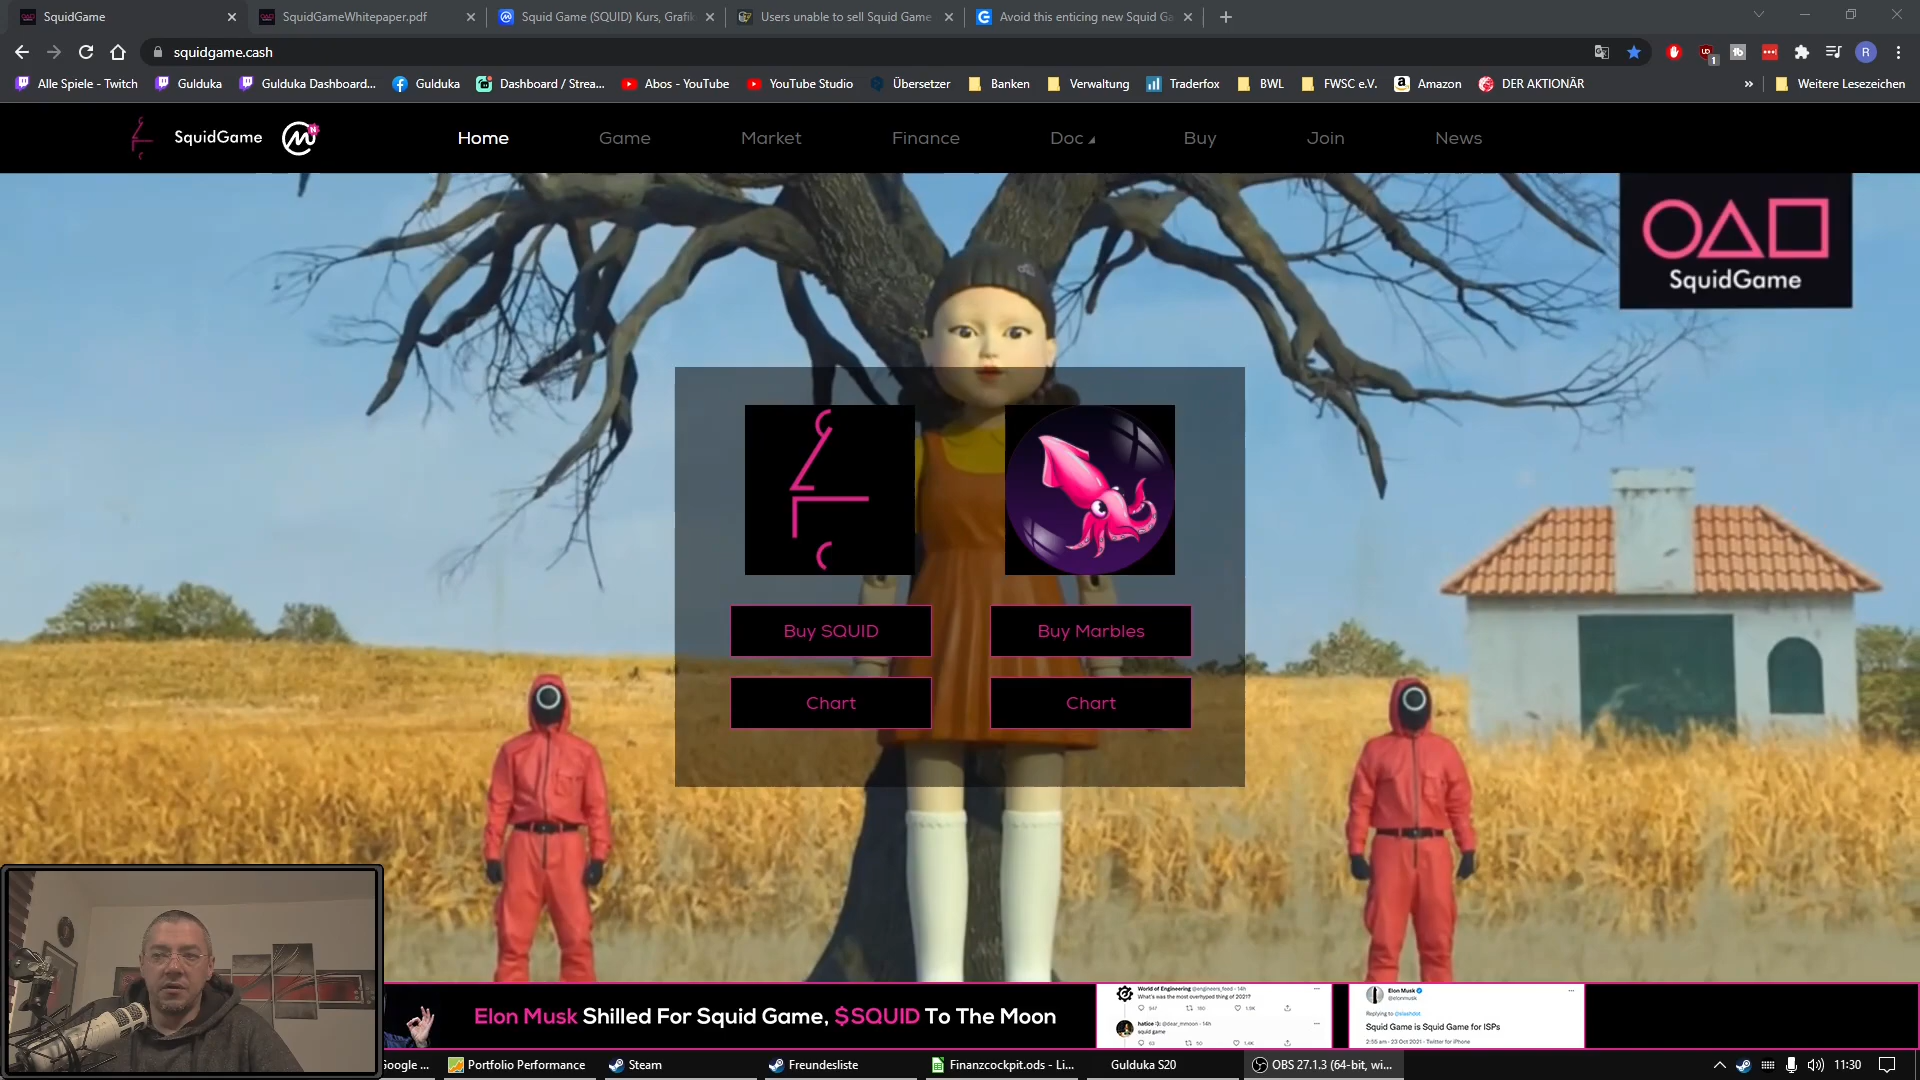 SquidGame
SquidGameWhitepaper.pdf
Squid Game (SQUID) Kurs, Grafik
Users unable to sell Squid Game
Avoid this enticing new Squid Ga
squidgame.cash
Alle Spiele - Twitch
Gulduka
Gulduka Dashboard...
Gulduka
Dashboard / Strea...
Abos - YouTube
YouTube Studio
Übersetzer
Banken
Verwaltung
Traderfox
BWL
FWSC e.V.
Amazon
DER AKTIONÄR
»
Weitere Lesezeichen
SquidGame
Home
Game
Market
Finance
Doc
Buy
Join
News
SquidGame
Buy SQUID
Buy Marbles
Chart
Chart
Elon Musk Shilled For Squid Game, $SQUID To The Moon
World of Engineering @engineers_feed · 14h
What's was the most overhyped thing of 2021?
squid game
Elon Musk
@elonmusk
Replying to @slashdot
Squid Game is Squid Game for ISPs
2:55 am · 23 Oct 2021 · Twitter for iPhone
Google
Portfolio Performance
Steam
Freundesliste
Finanzcockpit.ods - Li...
Gulduka S20
OBS 27.1.3 (64-bit, wi...
11:30